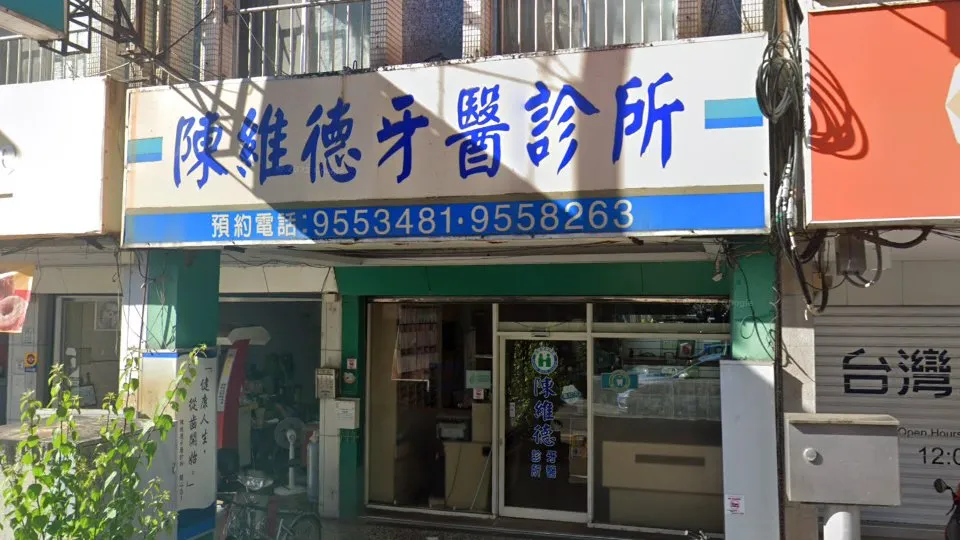 陳維德牙醫診所
預約電話:9553481·9558263
「健康人生,
從齒開始。」
陳維德
牙醫
診所
台灣
Open Hours
12:0